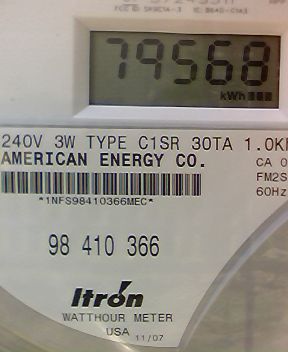 79568
kWh
240V 3W TYPE C1SR 30TA 1.0K
AMERICAN ENERGY CO.
CA 0
FM2S
60Hz
*1NFS98410366MEC*
98 410 366
Itron
WATTHOUR METER
USA 11/07